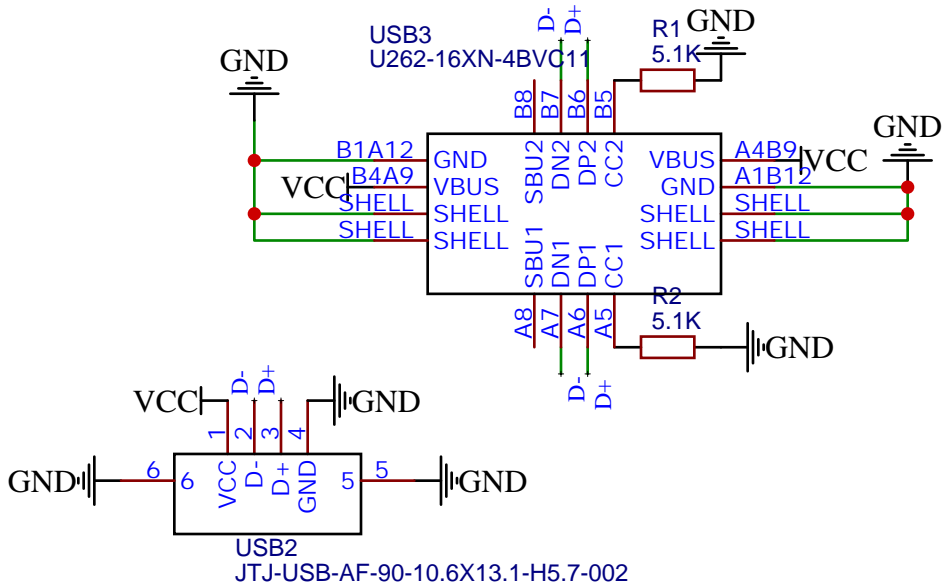 USB3
U262-16XN-4BVC11
D-
D+
R1
5.1K
GND
GND
GND
B8
B7
B6
B5
B1A12
GND
SBU2
DN2
DP2
CC2
VBUS
A4B9
VCC
VCC
B4A9
VBUS
GND
A1B12
SHELL
SHELL
SHELL
SHELL
SHELL
SHELL
SHELL
SHELL
SBU1
DN1
DP1
CC1
A8
A7
A6
A5
R2
5.1K
GND
D-
D+
VCC
D-
D+
GND
1
2
3
4
GND
6
6
VCC
D-
D+
GND
5
5
GND
USB2
JTJ-USB-AF-90-10.6X13.1-H5.7-002